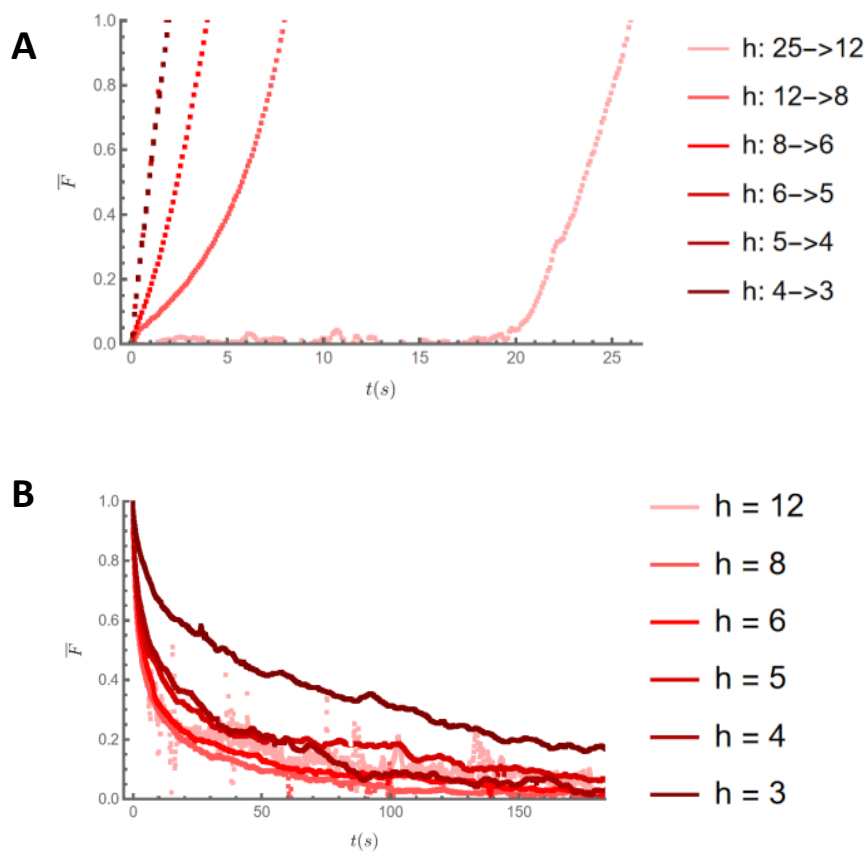 A
1.0
0.8
0.6
0.4
0.2
0.0
F
0 5 10 15 20 25
t(s)
h: 25->12
h: 12->8
h: 8->6
h: 6->5
h: 5->4
h: 4->3
B
1.0
0.8
0.6
0.4
0.2
0.0
F
0 50 100 150
t(s)
h = 12
h = 8
h = 6
h = 5
h = 4
h = 3